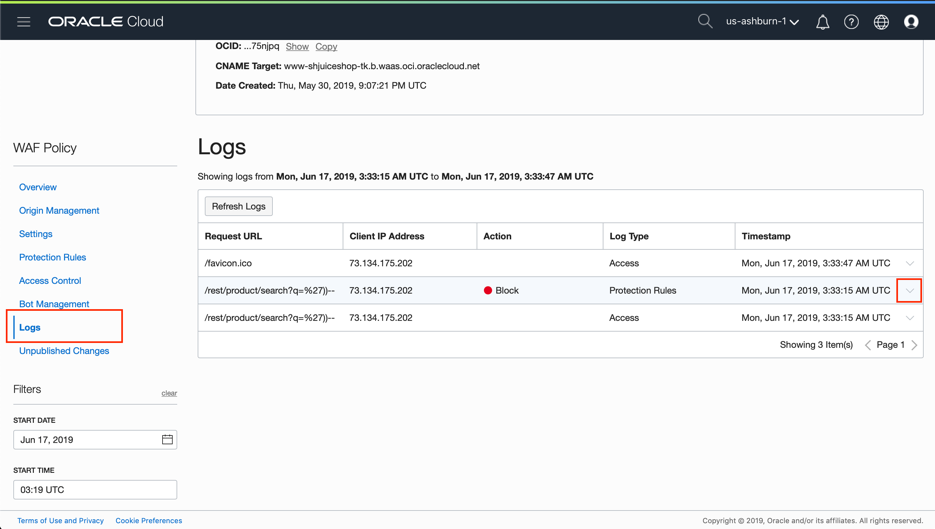 ORACLE Cloud
us-ashburn-1
OCID: ...75njpq Show Copy
CNAME Target: www-shjuiceshop-tk.b.waas.oci.oraclecloud.net
Date Created: Thu, May 30, 2019, 9:07:21 PM UTC
WAF Policy
Overview
Origin Management
Settings
Protection Rules
Access Control
Bot Management
Logs
Unpublished Changes
Filters
clear
START DATE
Jun 17, 2019
START TIME
03:19 UTC
Logs
Showing logs from Mon, Jun 17, 2019, 3:33:15 AM UTC to Mon, Jun 17, 2019, 3:33:47 AM UTC
Refresh Logs
Request URL Client IP Address Action Log Type Timestamp
/favicon.ico 73.134.175.202 Access Mon, Jun 17, 2019, 3:33:47 AM UTC
/rest/product/search?q=%27))-- 73.134.175.202 Block Protection Rules Mon, Jun 17, 2019, 3:33:15 AM UTC
/rest/product/search?q=%27))-- 73.134.175.202 Access Mon, Jun 17, 2019, 3:33:15 AM UTC
Showing 3 Item(s) < Page 1 >
Terms of Use and Privacy Cookie Preferences
Copyright © 2019, Oracle and/or its affiliates. All rights reserved.